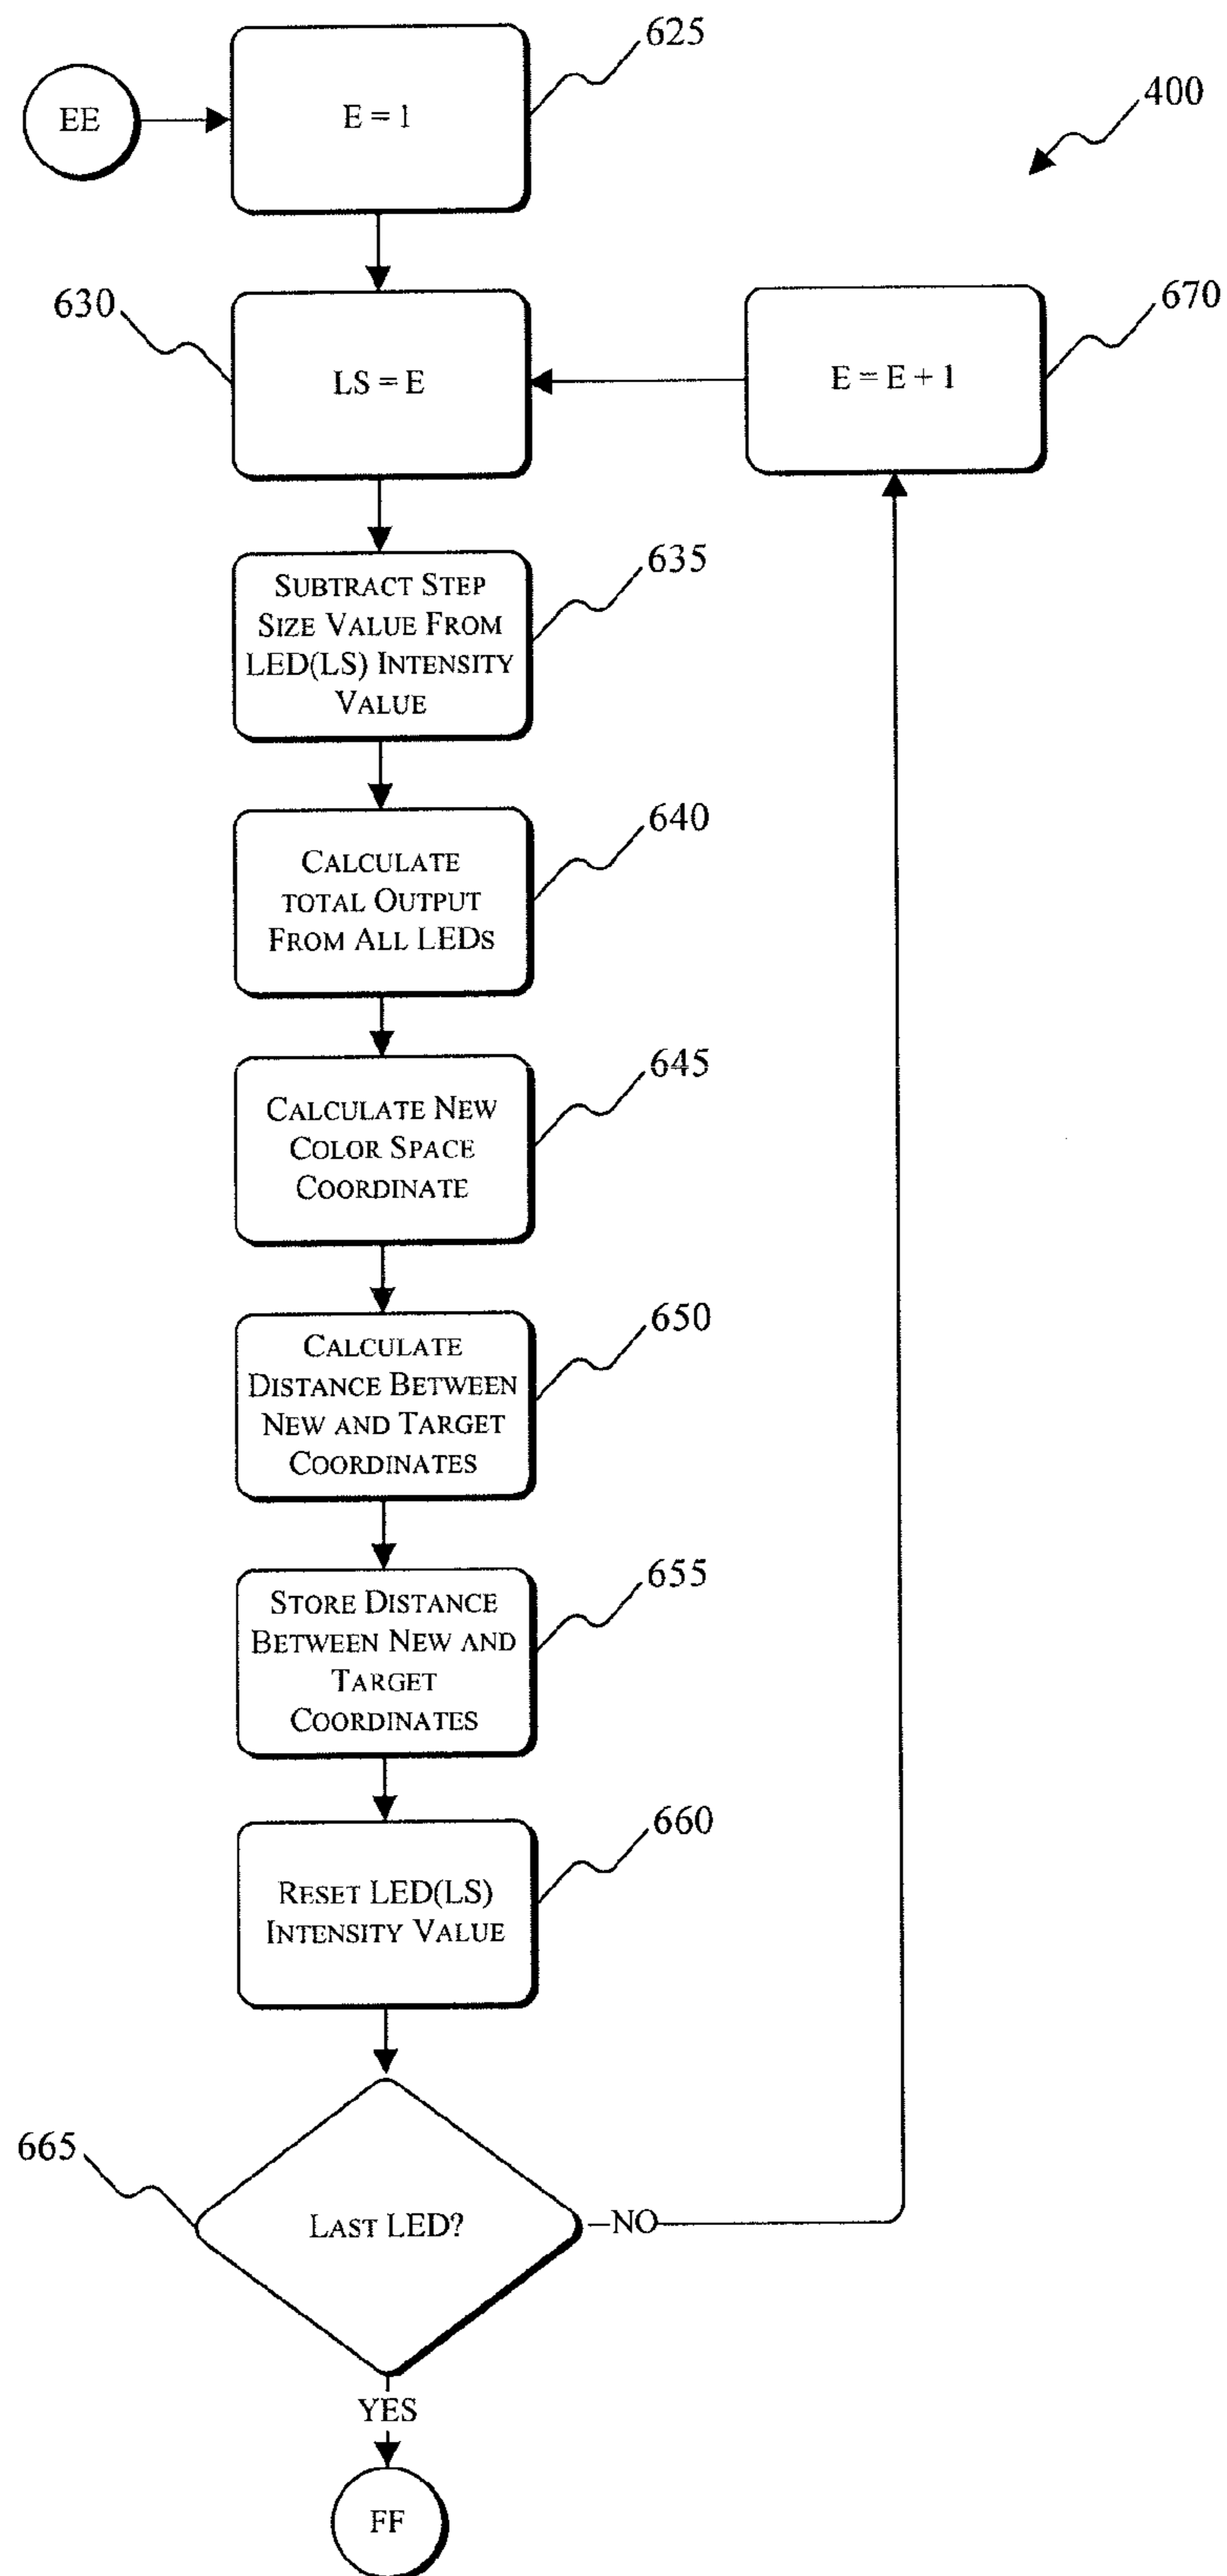 625
EE
E = 1
400
630
LS = E
670
E = E + 1
635
SUBTRACT STEP
SIZE VALUE FROM
LED(LS) INTENSITY
VALUE
640
CALCULATE
TOTAL OUTPUT
FROM ALL LEDS
645
CALCULATE NEW
COLOR SPACE
COORDINATE
650
CALCULATE
DISTANCE BETWEEN
NEW AND TARGET
COORDINATES
655
STORE DISTANCE
BETWEEN NEW AND
TARGET
COORDINATES
660
RESET LED(LS)
INTENSITY VALUE
665
LAST LED?
NO
YES
FF